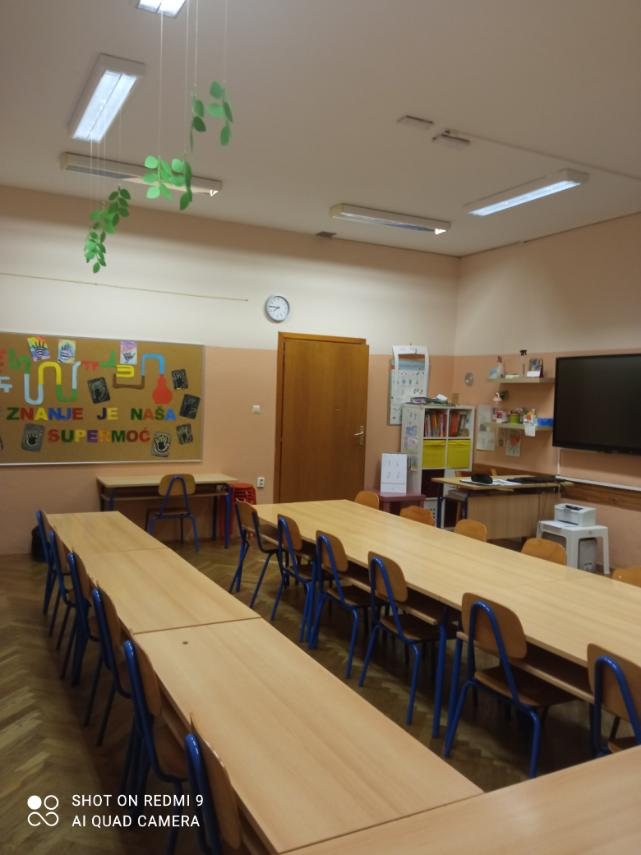 ZNANJE JE NAŠA
SUPERMOĆ
SHOT ON REDMI 9
AI QUAD CAMERA